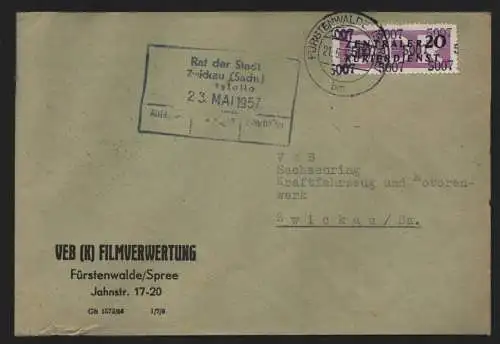 FÜRSTENWALDE
5007 5007
ZENTRALER 20
KURIERDIENST
5007 5007
Rat der Stadt
Zwickau (Sachs)
23. MAI 1957
V E B
Sachsenring
Kraftfahrzeug und Motoren-
werk
Zwickau/Sa.
VEB (K) FILMVERWERTUNG
Fürstenwalde/Spree
Jahnstr. 17-20